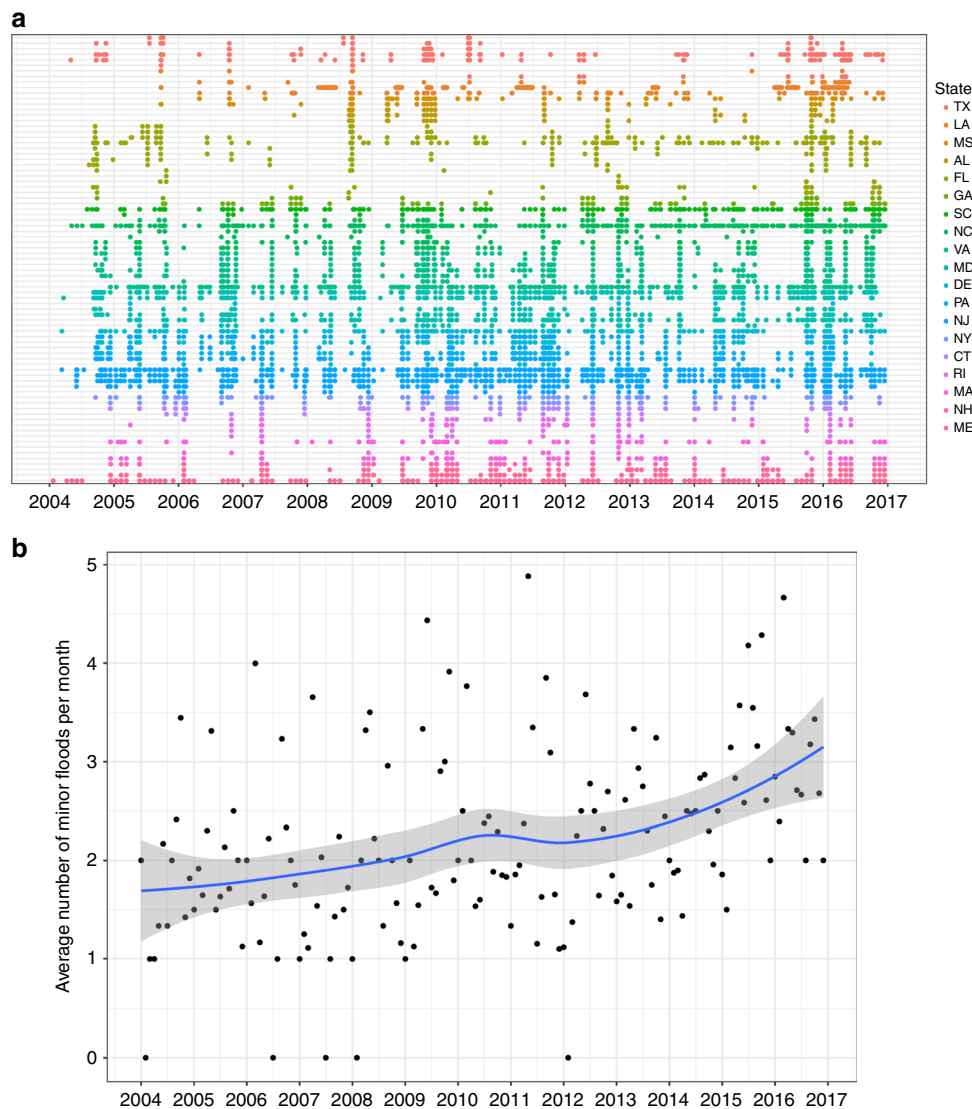 a
State
TX
LA
MS
AL
FL
GA
SC
NC
VA
MD
DE
PA
NJ
NY
CT
RI
MA
NH
ME
2004 2005 2006 2007 2008 2009 2010 2011 2012 2013 2014 2015 2016 2017
b
Average number of minor floods per month
5
4
3
2
1
0
2004 2005 2006 2007 2008 2009 2010 2011 2012 2013 2014 2015 2016 2017